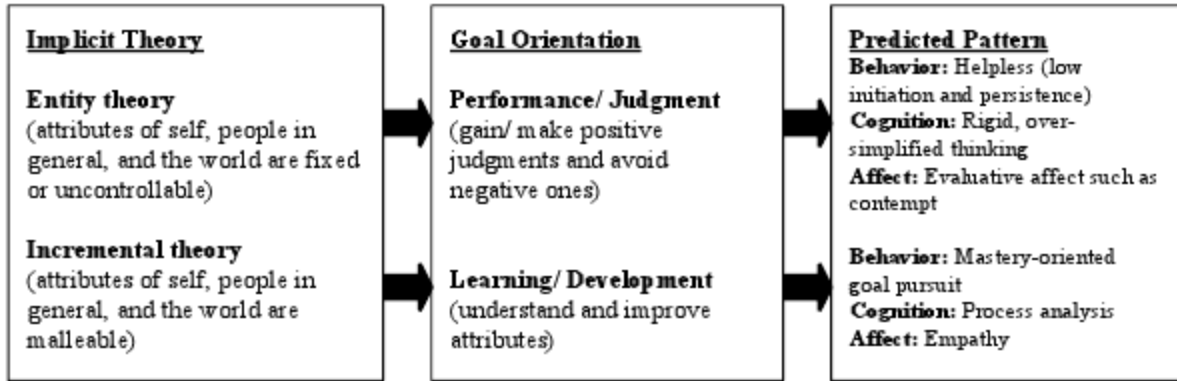 Implicit Theory
Entity theory
(attributes of self, people in
general, and the world are fixed
or uncontrollable)
Incremental theory
(attributes of self, people in
general, and the world are
malleable)
Goal Orientation
Performance/ Judgment
(gain/ make positive
judgments and avoid
negative ones)
Learning/ Development
(understand and improve
attributes)
Predicted Pattern
Behavior: Helpless (low
initiation and persistence)
Cognition: Rigid, over-
simplified thinking
Affect: Evaluative affect such as
contempt
Behavior: Mastery-oriented
goal pursuit
Cognition: Process analysis
Affect: Empathy